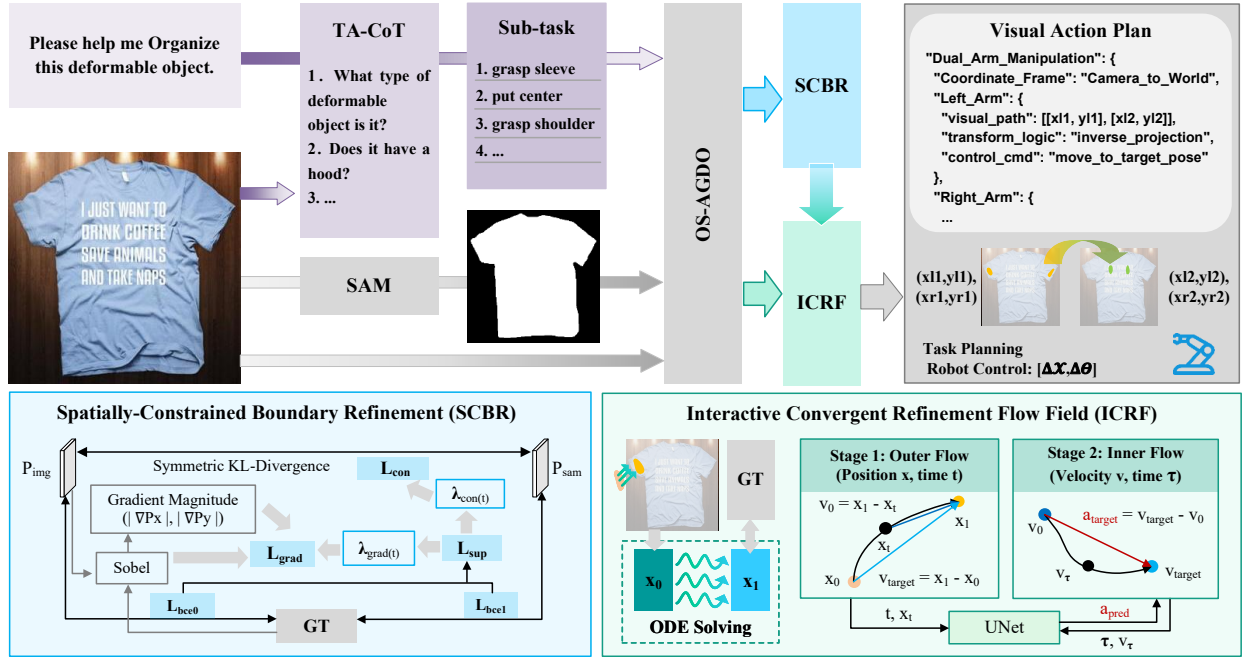 Please help me Organize
this deformable object.
TA-CoT
1. What type of
deformable
object is it?
2. Does it have a
hood?
3. ...
Sub-task
1. grasp sleeve
2. put center
3. grasp shoulder
4. ...
I JUST WANT TO
DRINK COFFEE
SAVE ANIMALS
AND TAKE NAPS
SAM
OS-AGDO
SCBR
ICRF
Visual Action Plan
"Dual_Arm_Manipulation": {
"Coordinate_Frame": "Camera_to_World",
"Left_Arm": {
"visual_path": [[xl1, yl1], [xl2, yl2]],
"transform_logic": "inverse_projection",
"control_cmd": "move_to_target_pose"
},
"Right_Arm": {
...
(xl1,yl1),
(xr1,yr1)
(xl2,yl2),
(xr2,yr2)
Task Planning
Robot Control: [Δ𝒳,Δθ]
Spatially-Constrained Boundary Refinement (SCBR)
P_img
P_sam
Symmetric KL-Divergence
L_con
λ_con(t)
Gradient Magnitude
(| ∇Px |, | ∇Py |)
L_grad
λ_grad(t)
L_sup
Sobel
L_bce0
L_bce1
GT
Interactive Convergent Refinement Flow Field (ICRF)
GT
x_0
x_1
ODE Solving
Stage 1: Outer Flow
(Position x, time t)
v_0 = x_1 - x_t
x_1
x_t
x_0
v_target = x_1 - x_0
Stage 2: Inner Flow
(Velocity v, time τ)
a_target = v_target - v_0
v_0
v_τ
v_target
t, x_t
UNet
a_pred
τ, v_τ